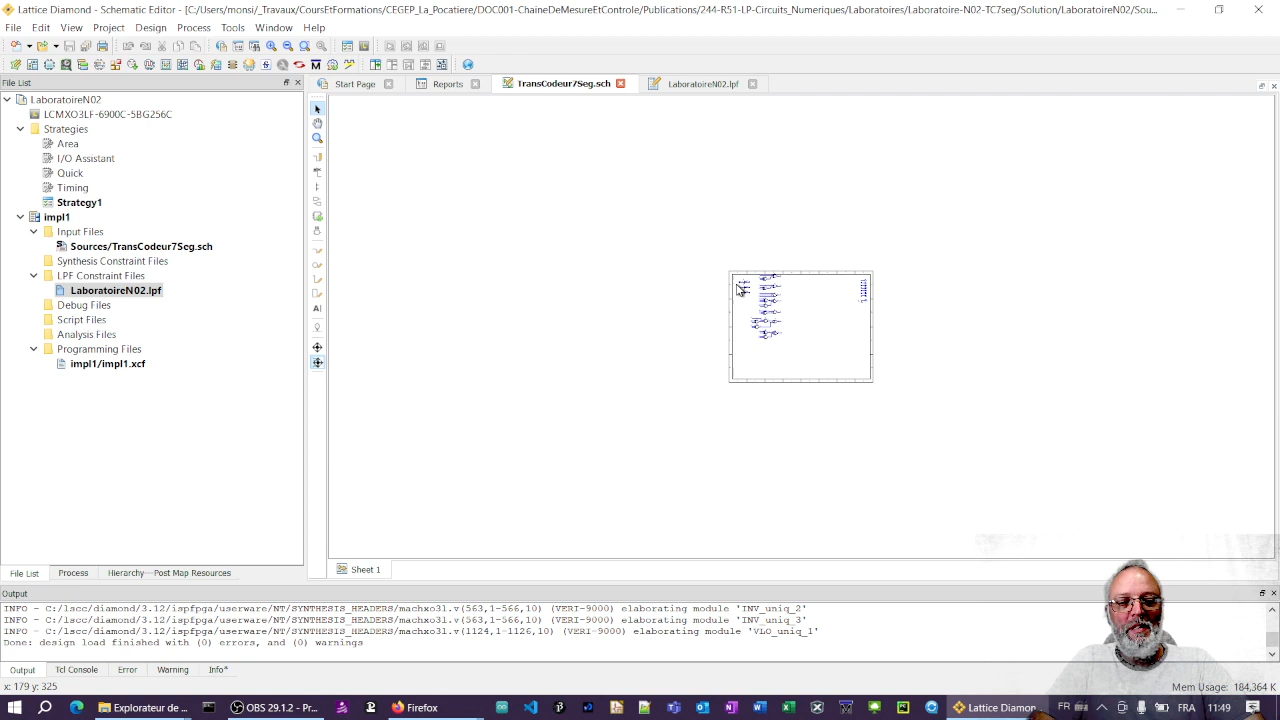 Lattice Diamond - Schematic Editor - [C:/Users/monsi/_Travaux/CoursEtFormations/CEGEP_La_Pocatiere/DOC001-ChaineDeMesureEtControle/Publications/244-R51-LP-Circuits_Numeriques/Laboratoires/Laboratoire-N02-TC7seg/Solution/LaboratoireN02/Sou...
File Edit View Project Design Process Tools Window Help
File List
Start Page Reports TransCodeur7Seg.sch LaboratoireN02.lpf
LaboratoireN02
LCMXO3LF-6900C-5BG256C
Strategies
Area
I/O Assistant
Quick
Timing
Strategy1
impl1
Input Files
Sources/TransCodeur7Seg.sch
Synthesis Constraint Files
LPF Constraint Files
LaboratoireN02.lpf
Debug Files
Script Files
Analysis Files
Programming Files
impl1/impl1.xcf
File List Process Hierarchy—Post Map Resources
Sheet 1
Output
INFO - C:/lscc/diamond/3.12/ispfpga/userware/NT/SYNTHESIS_HEADERS/machxo3l.v(563,1-566,10) (VERI-9000) elaborating module 'INV_uniq_2'
INFO - C:/lscc/diamond/3.12/ispfpga/userware/NT/SYNTHESIS_HEADERS/machxo3l.v(563,1-566,10) (VERI-9000) elaborating module 'INV_uniq_3'
INFO - C:/lscc/diamond/3.12/ispfpga/userware/NT/SYNTHESIS_HEADERS/machxo3l.v(1124,1-1126,10) (VERI-9000) elaborating module 'VLO_uniq_1'
Done: design load finished with (0) errors, and (0) warnings
Output Tcl Console Error Warning Info*
x: 179 y: 325
Mem Usage: 184,364 K
Explorateur de ... OBS 29.1.2 - Prof... Firefox Lattice Diamon... FR FRA 11:49